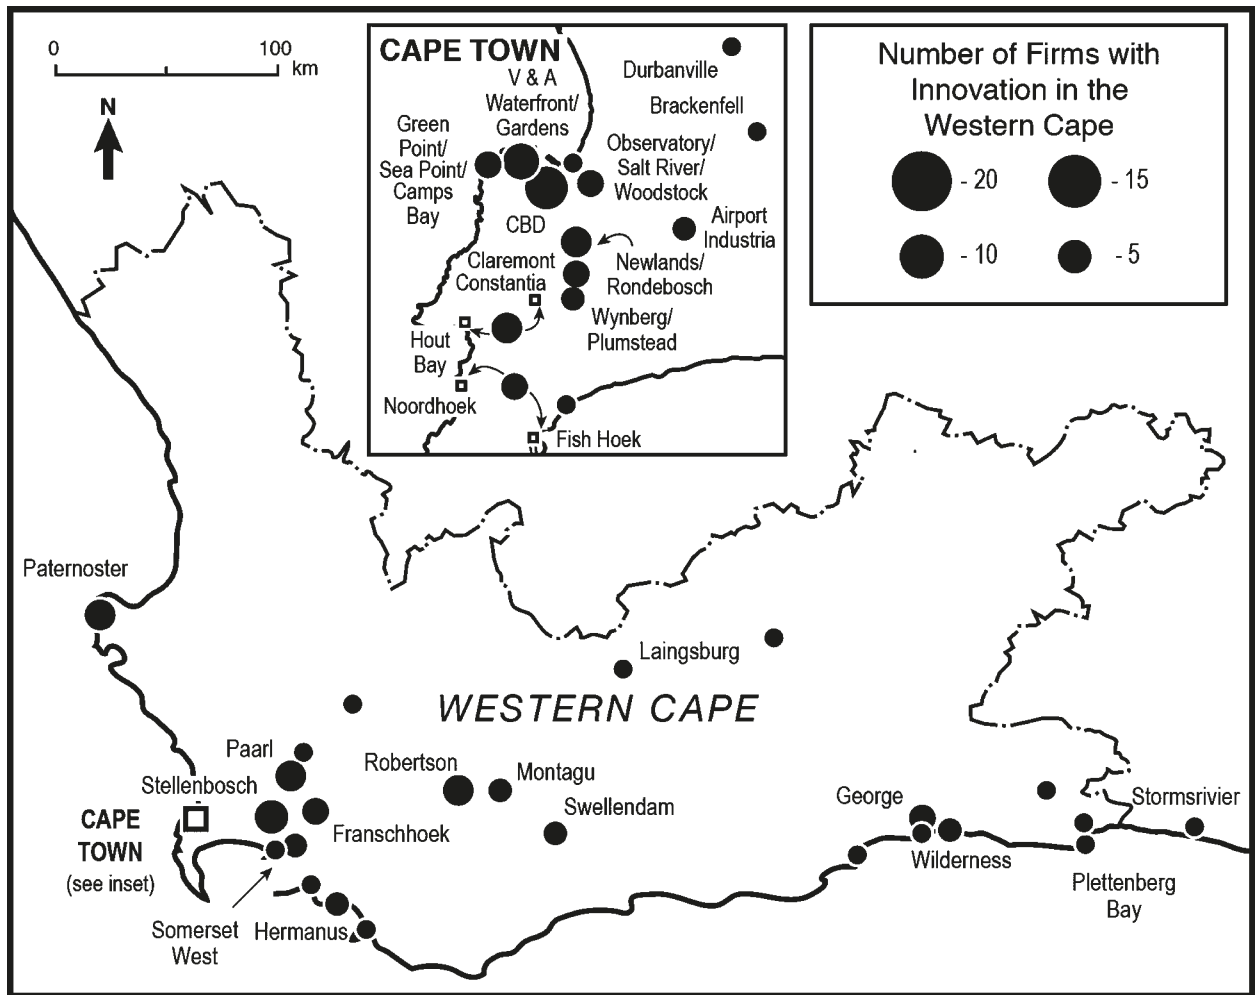 0
100
km
N
CAPE TOWN
V & A
Waterfront/
Gardens
Green
Point/
Sea Point/
Camps
Bay
Durbanville
Brackenfell
Observatory/
Salt River/
Woodstock
CBD
Airport
Industria
Claremont
Constantia
Newlands/
Rondebosch
Wynberg/
Plumstead
Hout
Bay
Noordhoek
Fish Hoek
Number of Firms with
Innovation in the
Western Cape
- 20
- 15
- 10
- 5
Paternoster
Laingsburg
WESTERN CAPE
Paarl
Robertson
Montagu
Stellenbosch
Swellendam
George
Stormsrivier
CAPE
TOWN
(see inset)
Franschhoek
Wilderness
Plettenberg
Bay
Somerset
West
Hermanus